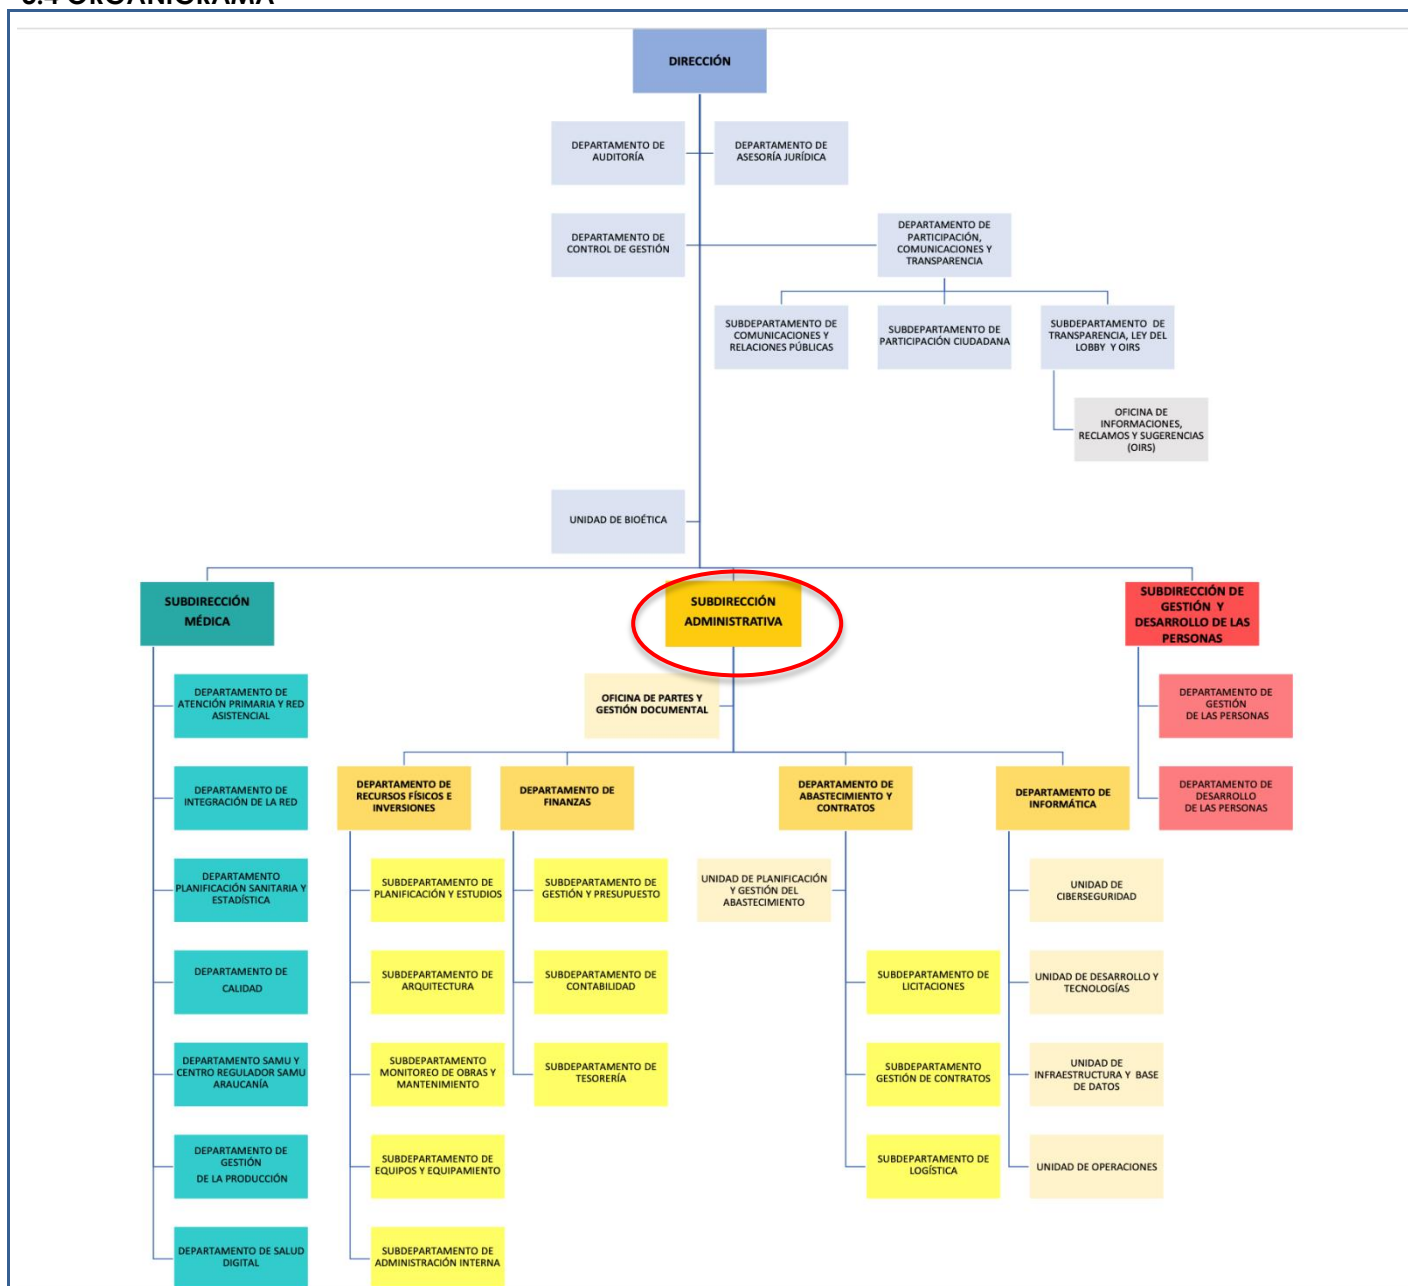 3.4 ORGANIGRAMA
DIRECCIÓN
DEPARTAMENTO DE
AUDITORÍA
DEPARTAMENTO DE
ASESORÍA JURÍDICA
DEPARTAMENTO DE
CONTROL DE GESTIÓN
DEPARTAMENTO DE
PARTICIPACIÓN,
COMUNICACIONES Y
TRANSPARENCIA
SUBDEPARTAMENTO DE
COMUNICACIONES Y
RELACIONES PÚBLICAS
SUBDEPARTAMENTO DE
PARTICIPACIÓN CIUDADANA
SUBDEPARTAMENTO DE
TRANSPARENCIA, LEY DEL
LOBBY Y OIRS
OFICINA DE
INFORMACIONES,
RECLAMOS Y SUGERENCIAS
(OIRS)
UNIDAD DE BIOÉTICA
SUBDIRECCIÓN
MÉDICA
SUBDIRECCIÓN
ADMINISTRATIVA
SUBDIRECCIÓN DE
GESTIÓN Y
DESARROLLO DE LAS
PERSONAS
DEPARTAMENTO DE
ATENCIÓN PRIMARIA Y RED
ASISTENCIAL
DEPARTAMENTO DE
INTEGRACIÓN DE LA RED
DEPARTAMENTO
PLANIFICACIÓN SANITARIA Y
ESTADÍSTICA
DEPARTAMENTO DE
CALIDAD
DEPARTAMENTO SAMU Y
CENTRO REGULADOR SAMU
ARAUCANÍA
DEPARTAMENTO DE
GESTIÓN
DE LA PRODUCCIÓN
DEPARTAMENTO DE SALUD
DIGITAL
OFICINA DE PARTES Y
GESTIÓN DOCUMENTAL
DEPARTAMENTO DE
RECURSOS FÍSICOS E
INVERSIONES
SUBDEPARTAMENTO DE
PLANIFICACIÓN Y ESTUDIOS
SUBDEPARTAMENTO DE
ARQUITECTURA
SUBDEPARTAMENTO
MONITOREO DE OBRAS Y
MANTENIMIENTO
SUBDEPARTAMENTO DE
EQUIPOS Y EQUIPAMIENTO
SUBDEPARTAMENTO DE
ADMINISTRACIÓN INTERNA
DEPARTAMENTO DE
FINANZAS
SUBDEPARTAMENTO DE
GESTIÓN Y PRESUPUESTO
SUBDEPARTAMENTO DE
CONTABILIDAD
SUBDEPARTAMENTO DE
TESORERÍA
DEPARTAMENTO DE
ABASTECIMIENTO Y
CONTRATOS
UNIDAD DE PLANIFICACIÓN
Y GESTIÓN DEL
ABASTECIMIENTO
SUBDEPARTAMENTO DE
LICITACIONES
SUBDEPARTAMENTO
GESTIÓN DE CONTRATOS
SUBDEPARTAMENTO DE
LOGÍSTICA
DEPARTAMENTO DE
INFORMÁTICA
UNIDAD DE
CIBERSEGURIDAD
UNIDAD DE DESARROLLO Y
TECNOLOGÍAS
UNIDAD DE
INFRAESTRUCTURA Y BASE
DE DATOS
UNIDAD DE OPERACIONES
DEPARTAMENTO DE
GESTIÓN
DE LAS PERSONAS
DEPARTAMENTO DE
DESARROLLO
DE LAS PERSONAS